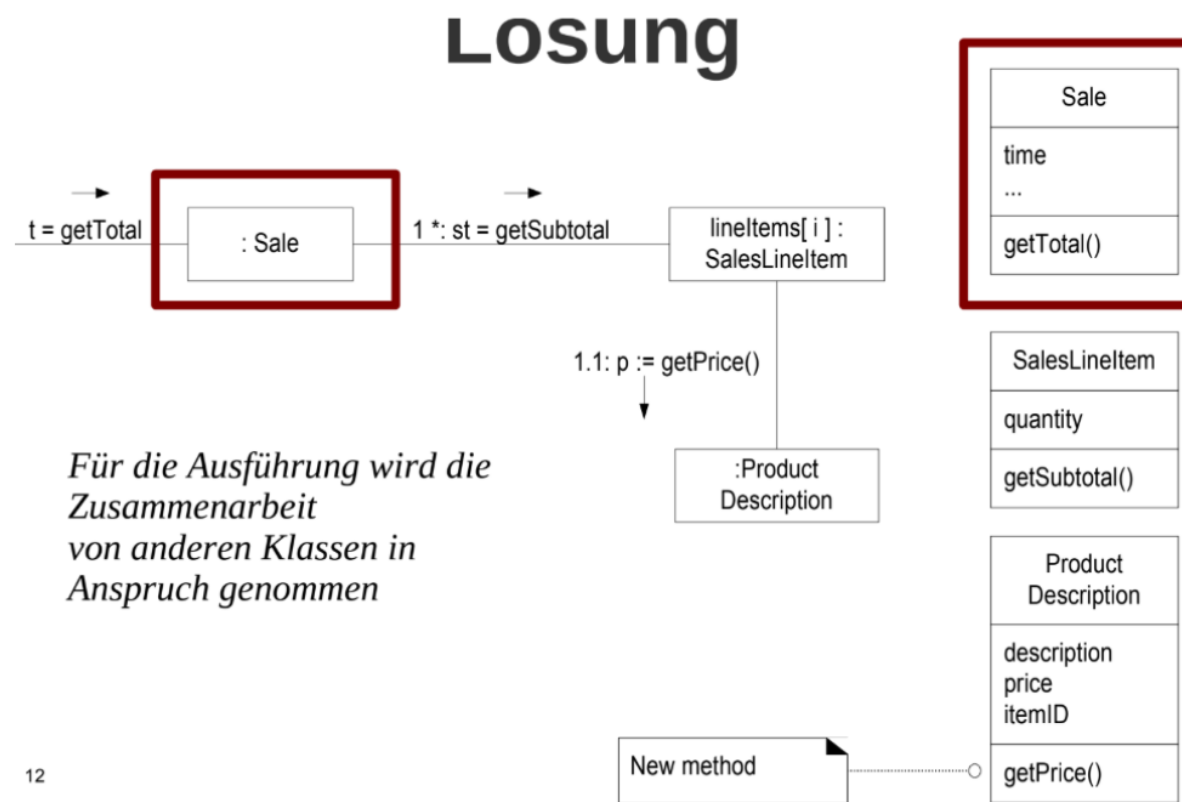 Lösung
t = getTotal
: Sale
1 *: st = getSubtotal
lineItems[ i ] :
SalesLineItem
1.1: p := getPrice()
:Product
Description
Für die Ausführung wird die
Zusammenarbeit
von anderen Klassen in
Anspruch genommen
Sale
time
...
getTotal()
SalesLineItem
quantity
getSubtotal()
Product
Description
description
price
itemID
getPrice()
New method
12